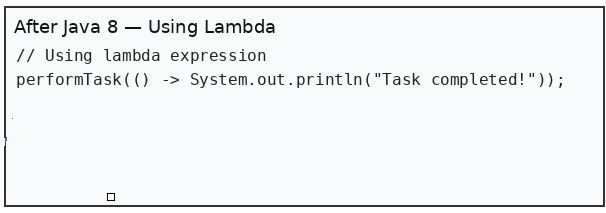 After Java 8 — Using Lambda
// Using lambda expression
performTask(() -> System.out.println("Task completed!"));